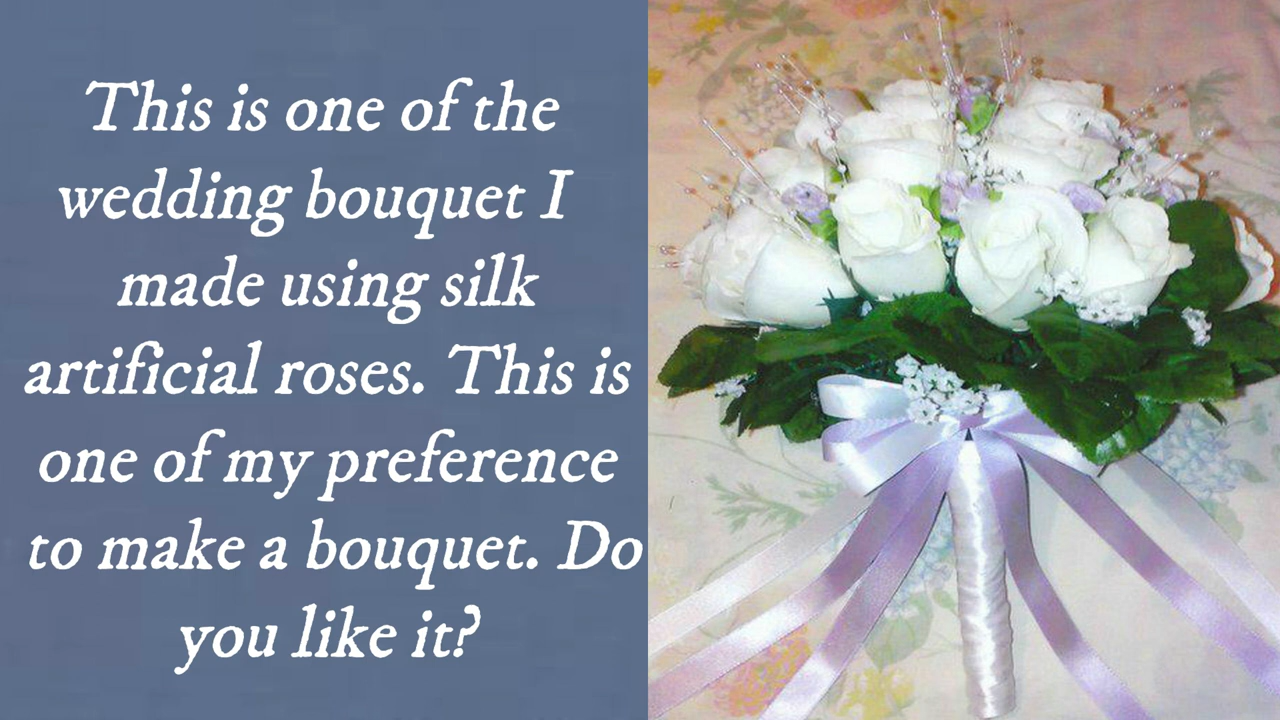 This is one of the
wedding bouquet I
made using silk
artificial roses. This is
one of my preference
to make a bouquet. Do
you like it?